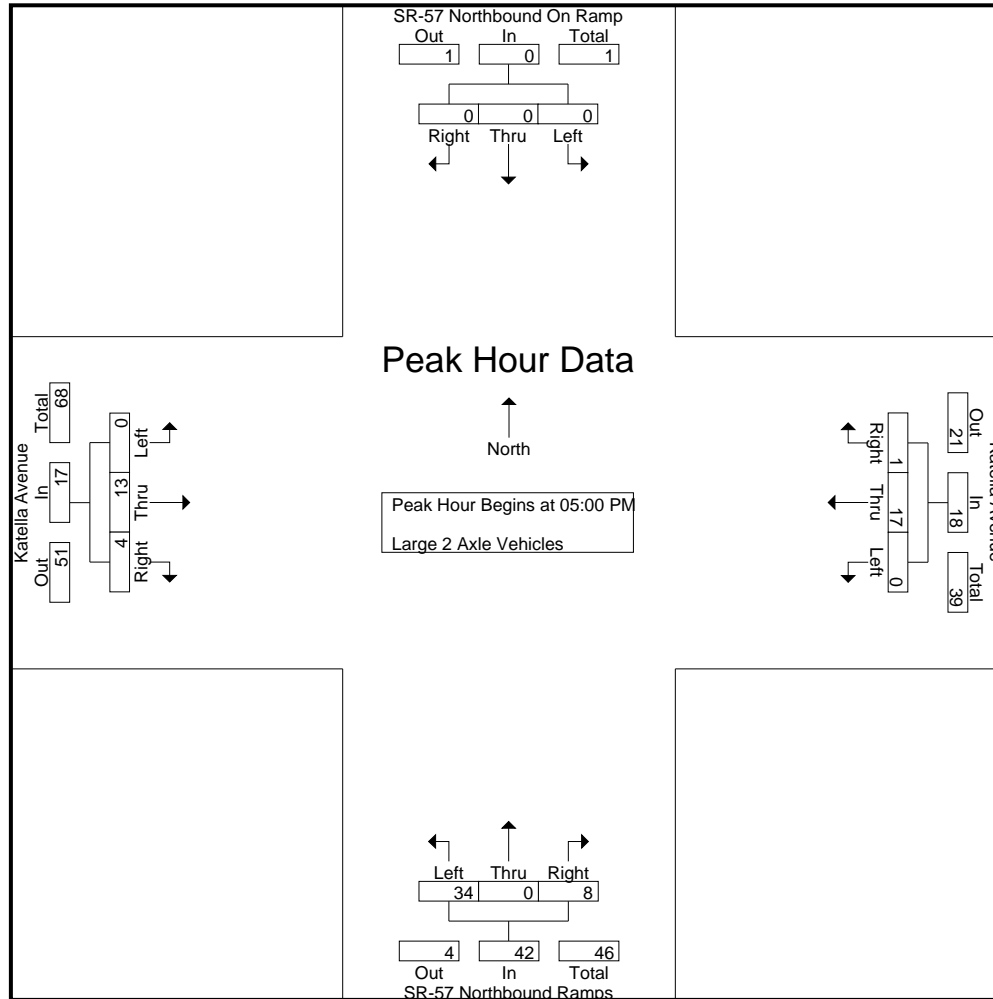 SR-57 Northbound On Ramp
Out In Total
1 0 1
0 0 0
Right Thru Left
Peak Hour Data
North
Peak Hour Begins at 05:00 PM
Large 2 Axle Vehicles
Katella Avenue
Total In Out
68 17 51
0 13 4
Left Thru Right
Right Thru Left
1 17 0
21 18 39
Out In Total
Left Thru Right
34 0 8
4 42 46
Out In Total
SR-57 Northbound Ramps